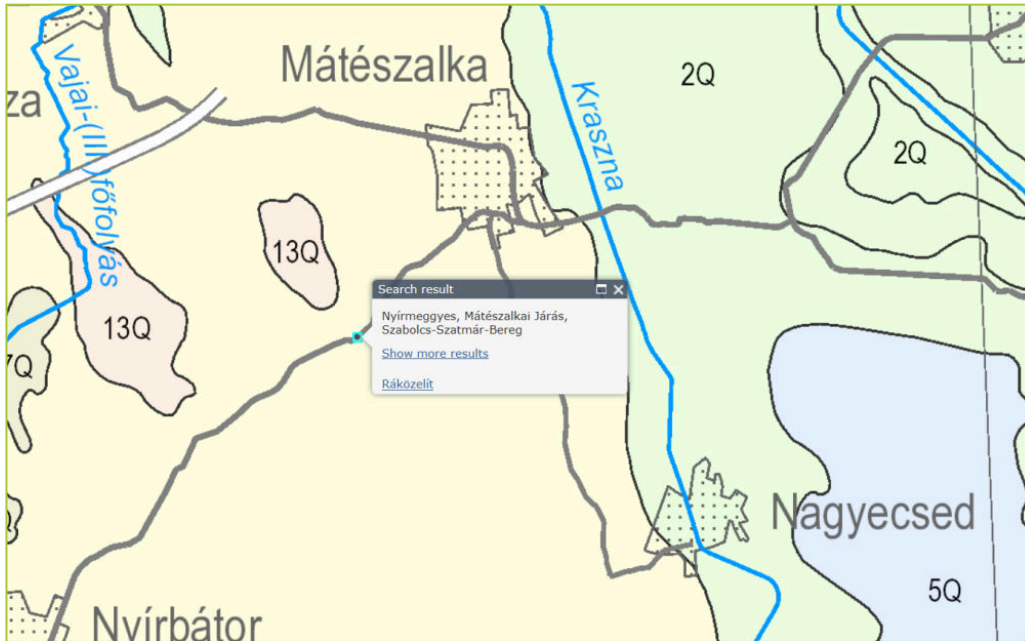 Vajai-(III.)főfolyás
za
Mátészalka
Kraszna
2Q
2Q
13Q
13Q
7Q
Search result
Nyírmeggyes, Mátészalkai Járás,
Szabolcs-Szatmár-Bereg
Show more results
Ráközelít
Nagyecsed
5Q
Nyírbátor